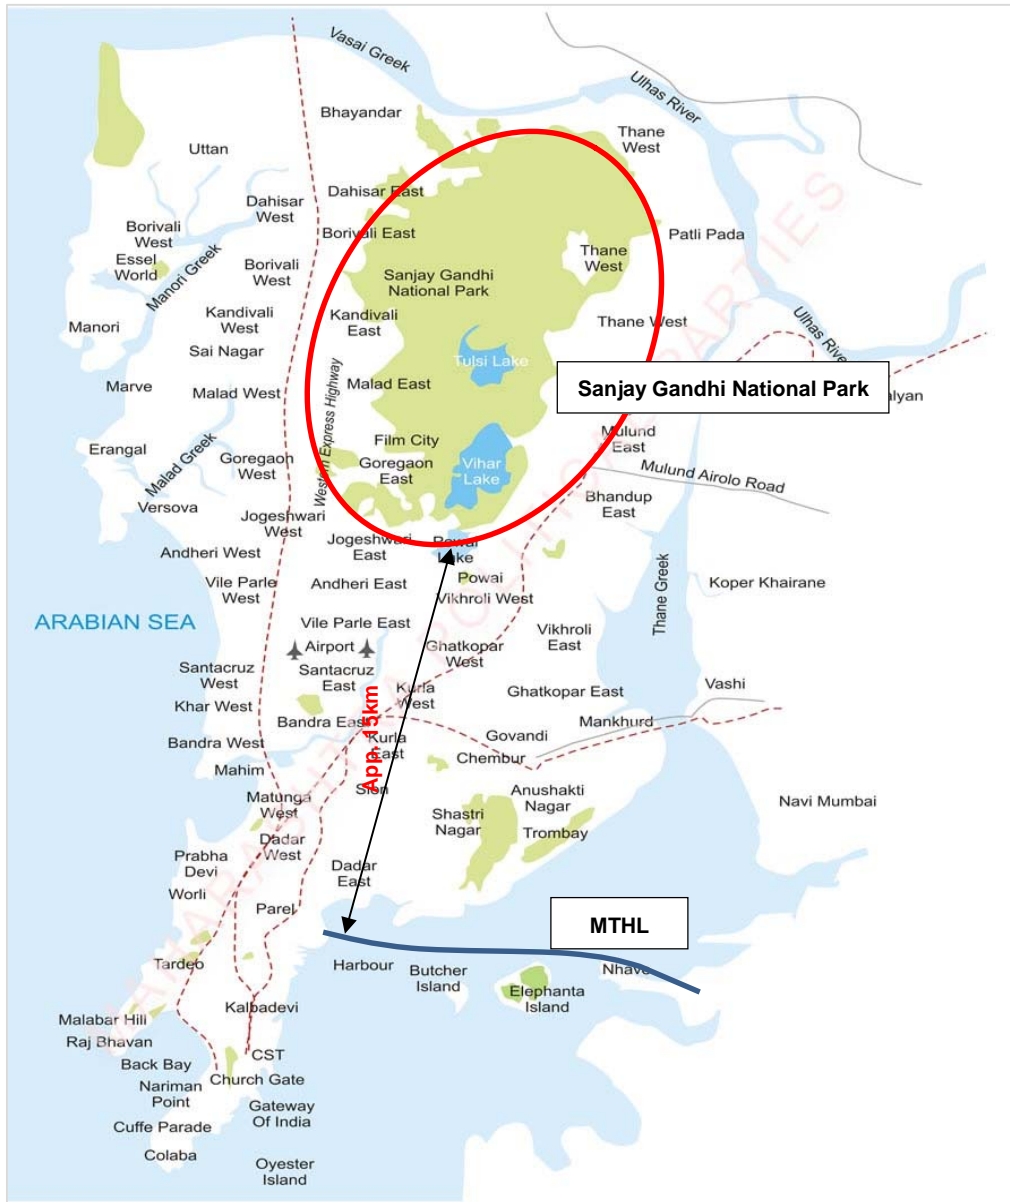 Vasai Greek
Ulhas River
Bhayandar
Thane
West
Uttan
Dahisar East
Dahisar
West
Borivali
West
Borivali East
Patli Pada
Essel
World
Manori Greek
Borivali
West
Thane
West
Sanjay Gandhi
National Park
Kandivali
West
Kandivali
East
Thane West
Ulhas River
Manori
Sai Nagar
Tulsi Lake
Marve
Malad West
Western Express Highway
Malad East
Sanjay Gandhi National Park
alyan
Erangal
Malad Greek
Goregaon
West
Film City
Goregaon
East
Vihar
Lake
Mulund
East
Mulund Airolo Road
Versova
Jogeshwari
West
Bhandup
East
Andheri West
Jogeshwari
East
Powai
Lake
Vile Parle
West
Andheri East
Powai
Vikhroli West
Thane Greek
Koper Khairane
ARABIAN SEA
Vile Parle East
Airport
Vikhroli
East
Ghatkopar
West
Santacruz
West
Santacruz
East
Kurla
West
Ghatkopar East
Vashi
Khar West
Bandra East
Mankhurd
Bandra West
Kurla
East
Govandi
Chembur
App. 15km
Mahim
Sion
Matunga
West
Anushakti
Nagar
Navi Mumbai
Shastri
Nagar
Trombay
Dadar
West
Prabha
Devi
Dadar
East
Worli
Parel
MTHL
Tardeo
Harbour
Butcher
Island
Nhave
Elephanta
Island
Kalbadevi
Malabar Hill
Raj Bhavan
Back Bay
CST
Church Gate
Nariman
Point
Gateway
Of India
Cuffe Parade
Colaba
Oyester
Island